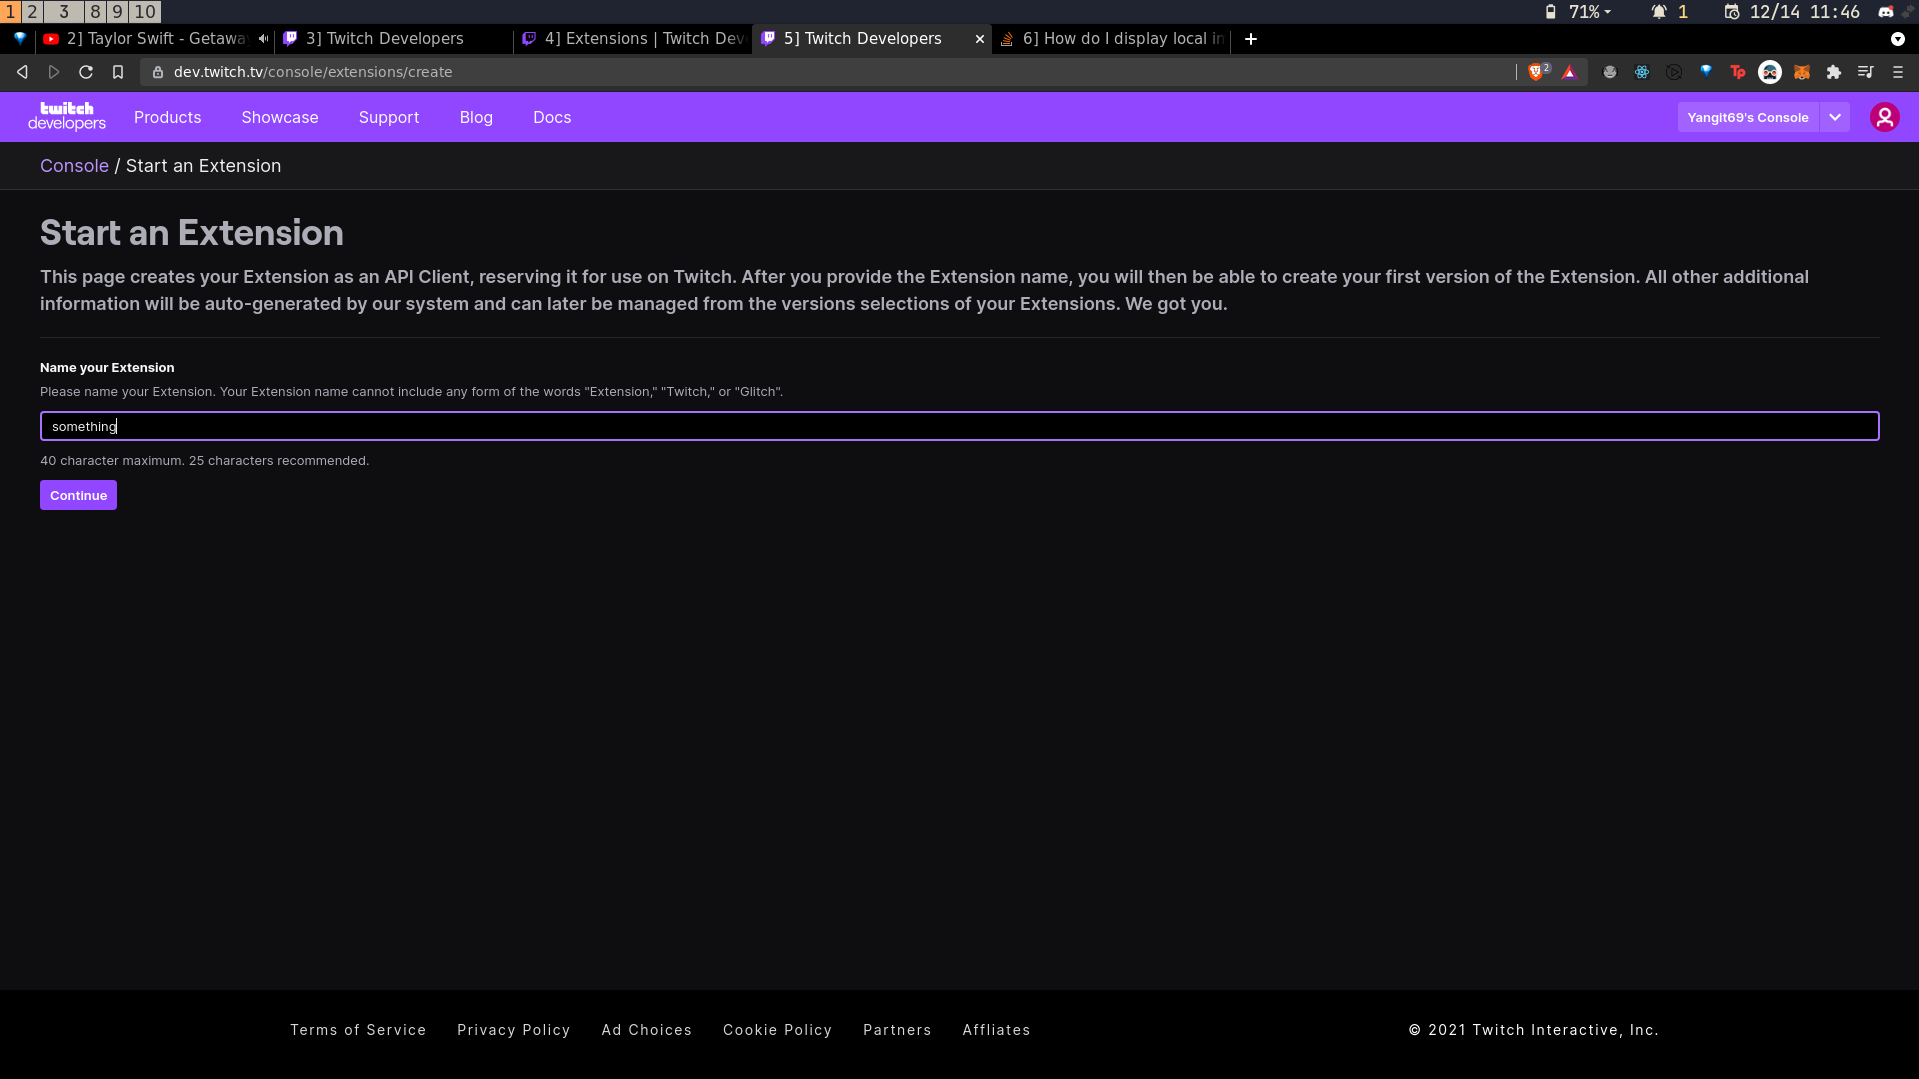 1 2 3 8 9 10 71% 1 12/14 11:46
2] Taylor Swift - Getawa 3] Twitch Developers 4] Extensions | Twitch Dev 5] Twitch Developers 6] How do I display local in
dev.twitch.tv/console/extensions/create 2 Tp
twitch
developers Products Showcase Support Blog Docs Yangit69's Console
Console / Start an Extension
Start an Extension
This page creates your Extension as an API Client, reserving it for use on Twitch. After you provide the Extension name, you will then be able to create your first version of the Extension. All other additional
information will be auto-generated by our system and can later be managed from the versions selections of your Extensions. We got you.
Name your Extension
Please name your Extension. Your Extension name cannot include any form of the words "Extension," "Twitch," or "Glitch".
something
40 character maximum. 25 characters recommended.
Continue
Terms of Service Privacy Policy Ad Choices Cookie Policy Partners Affliates © 2021 Twitch Interactive, Inc.